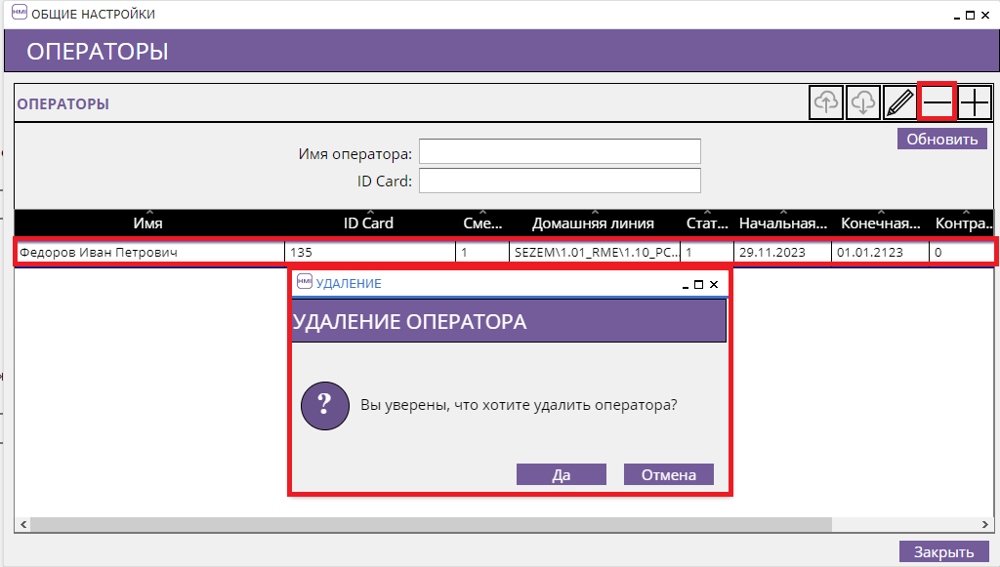 HMI ОБЩИЕ НАСТРОЙКИ
ОПЕРАТОРЫ
ОПЕРАТОРЫ
Обновить
Имя оператора:
ID Card:
Имя ID Card Сме... Домашняя линия Стат... Начальная... Конечная... Контра...
Федоров Иван Петрович 135 1 SEZEM\1.01_RME\1.10_PC... 1 29.11.2023 01.01.2123 0
HMI УДАЛЕНИЕ
УДАЛЕНИЕ ОПЕРАТОРА
? Вы уверены, что хотите удалить оператора?
Да Отмена
Закрыть